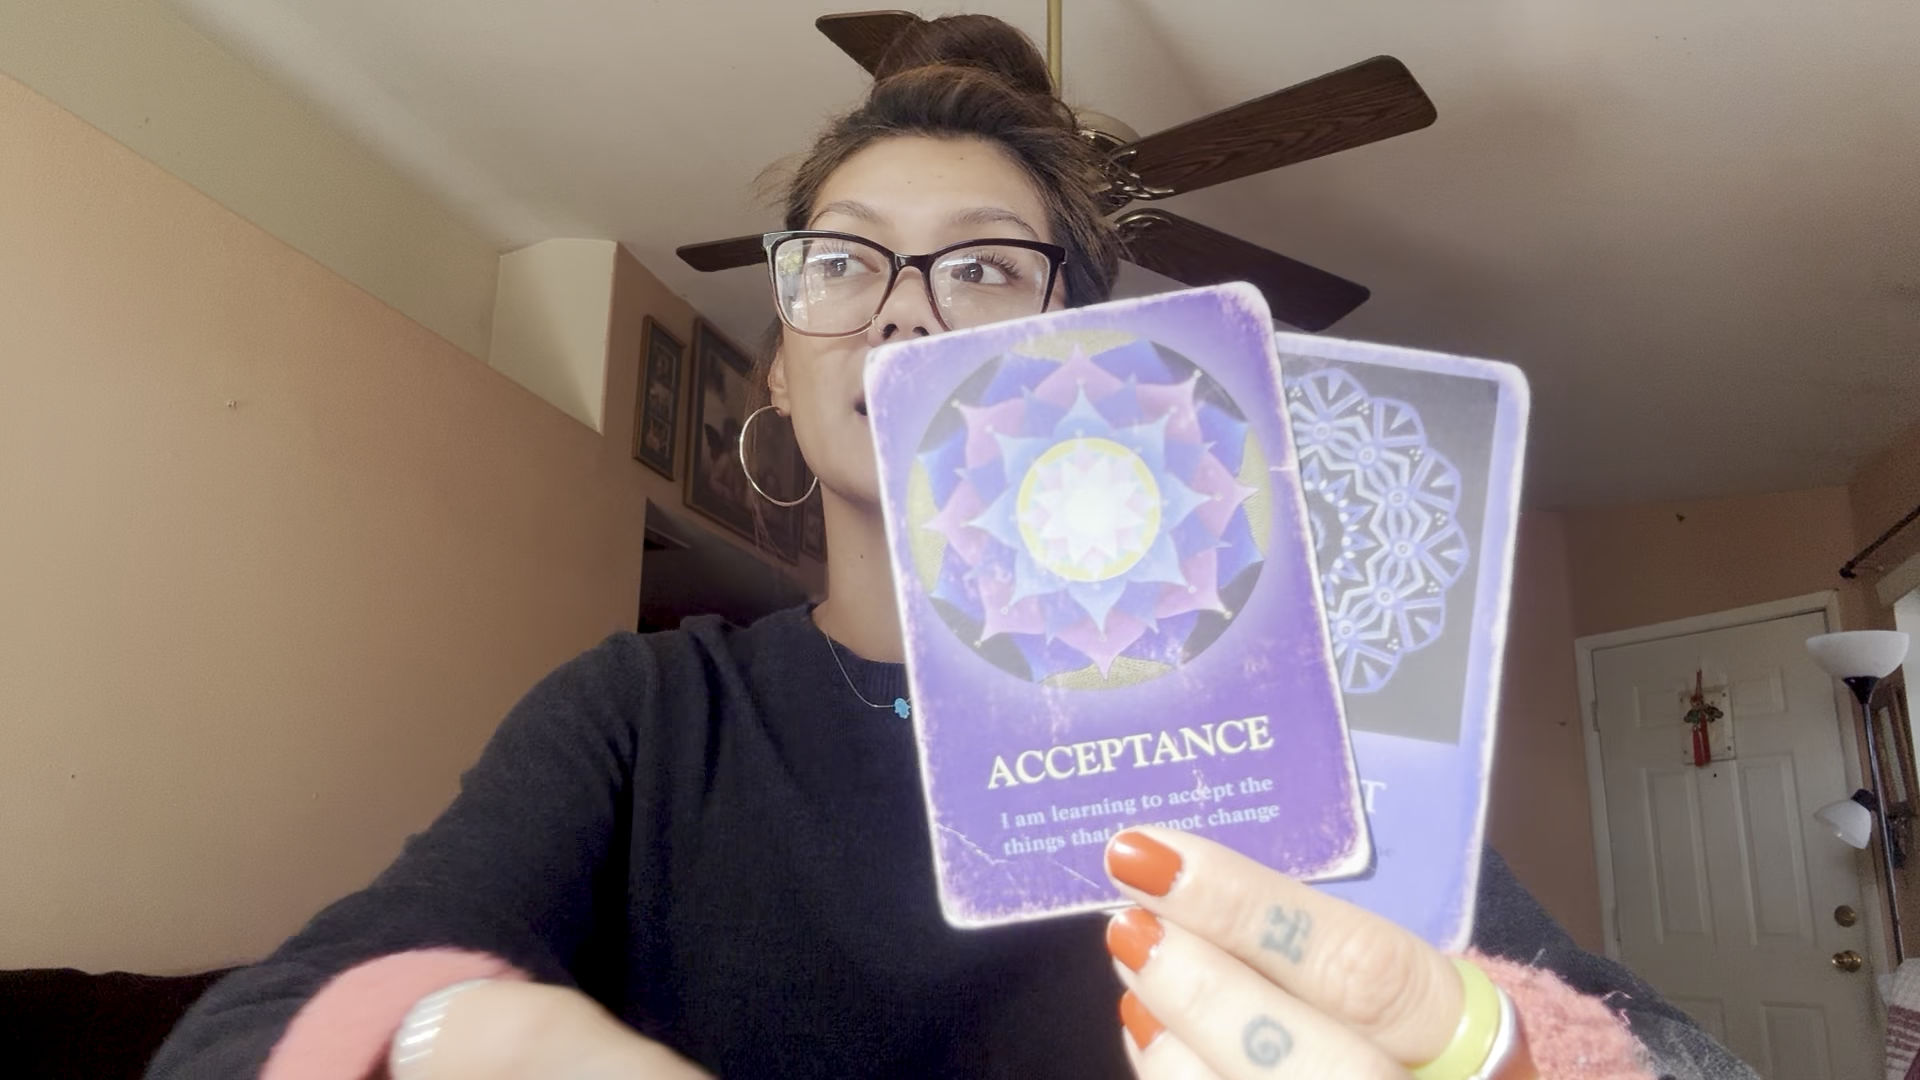 ACCEPTANCE
I am learning to accept the
things that I cannot change
T